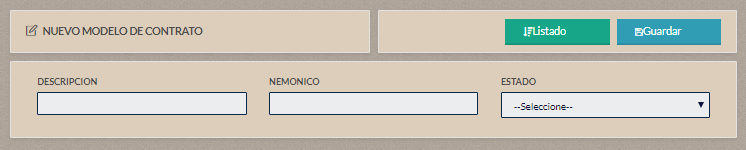 NUEVO MODELO DE CONTRATO
Listado
Guardar
DESCRIPCION
NEMONICO
ESTADO
--Seleccione--